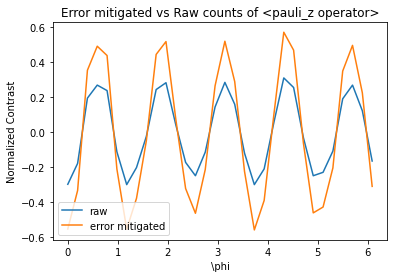 Error mitigated vs Raw counts of <pauli_z operator>
Normalized Contrast
0.6
0.4
0.2
0.0
−0.2
−0.4
−0.6
raw
error mitigated
0
1
2
3
4
5
6
\phi